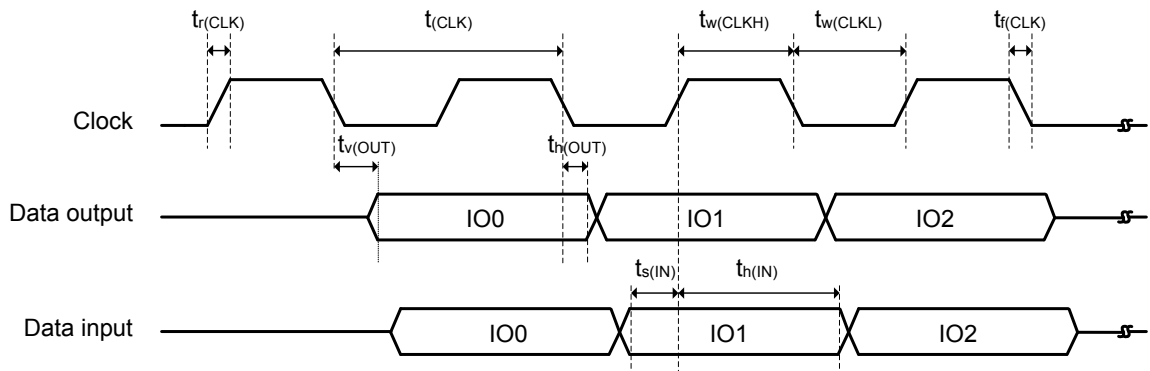 tr(CLK) t(CLK) tw(CLKH) tw(CLKL) tf(CLK)
Clock
tv(OUT) th(OUT)
Data output IO0 IO1 IO2
ts(IN) th(IN)
Data input IO0 IO1 IO2